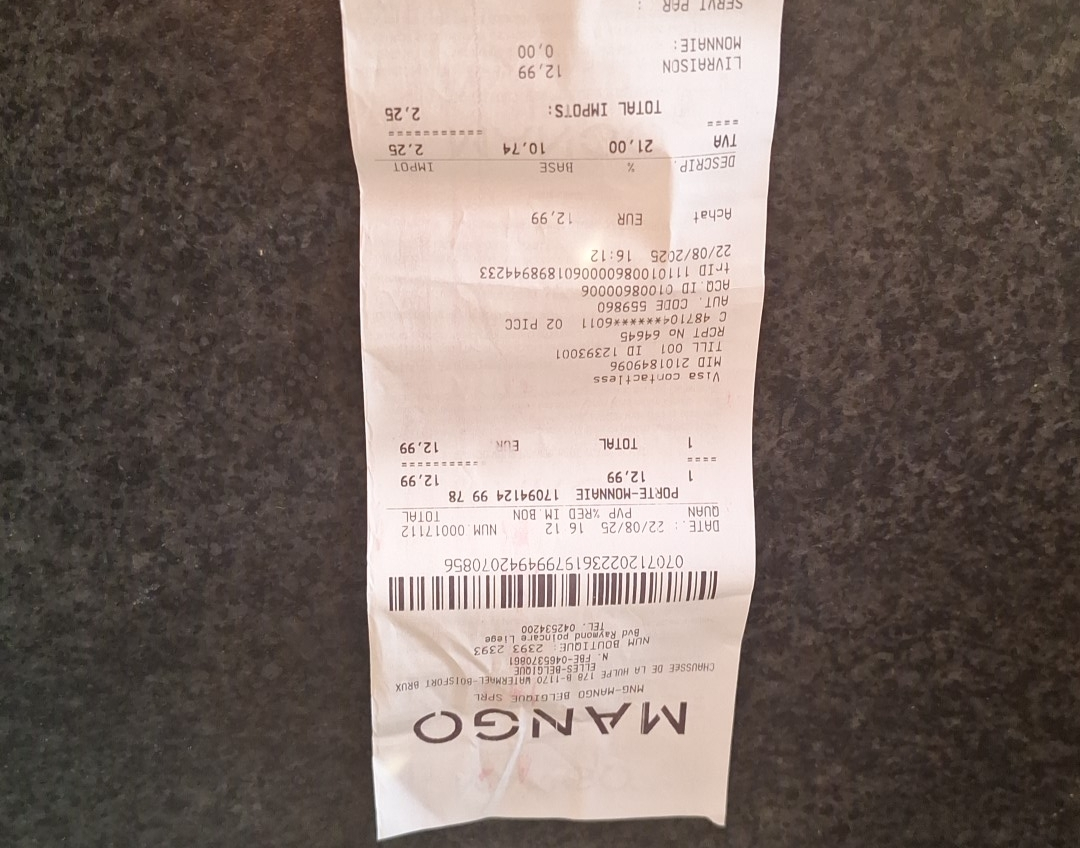 MANGO
MNG-MANGO BELGIQUE SPRL
CHAUSSEE DE LA HULPE 178 B-1170 WATERMAEL-BOISFORT BRUX
ELLES-BELGIQUE
N. FBE-0465370861
NUM BOUTIQUE: 2393 2393
Bvd Raymond poincare Liege
TEL. 042534200
07071202236197994942070856
DATE.: 22/08/25 16 12 NUM.00017112
QUAN PVP %RED IM.BON TOTAL
PORTE-MONNAIE 17094124 99 78
1 12,99 12,99
==== ===========
1 TOTAL EUR 12,99
Visa contactless
MID 2101849096
TILL 001 ID 12393001
RCPT No 64645
C 487104*******6011 02 PICC
AUT. CODE 559860
ACQ.ID 0100860006
trID 1110100860000601898944233
22/08/2025 16:12
Achat EUR 12,99
DESCRIP. % BASE IMPOT
TVA 21,00 10,74 2,25
==== ============
TOTAL IMPOTS: 2,25
LIVRAISON 12,99
MONNAIE: 0,00
SERVI PAR :